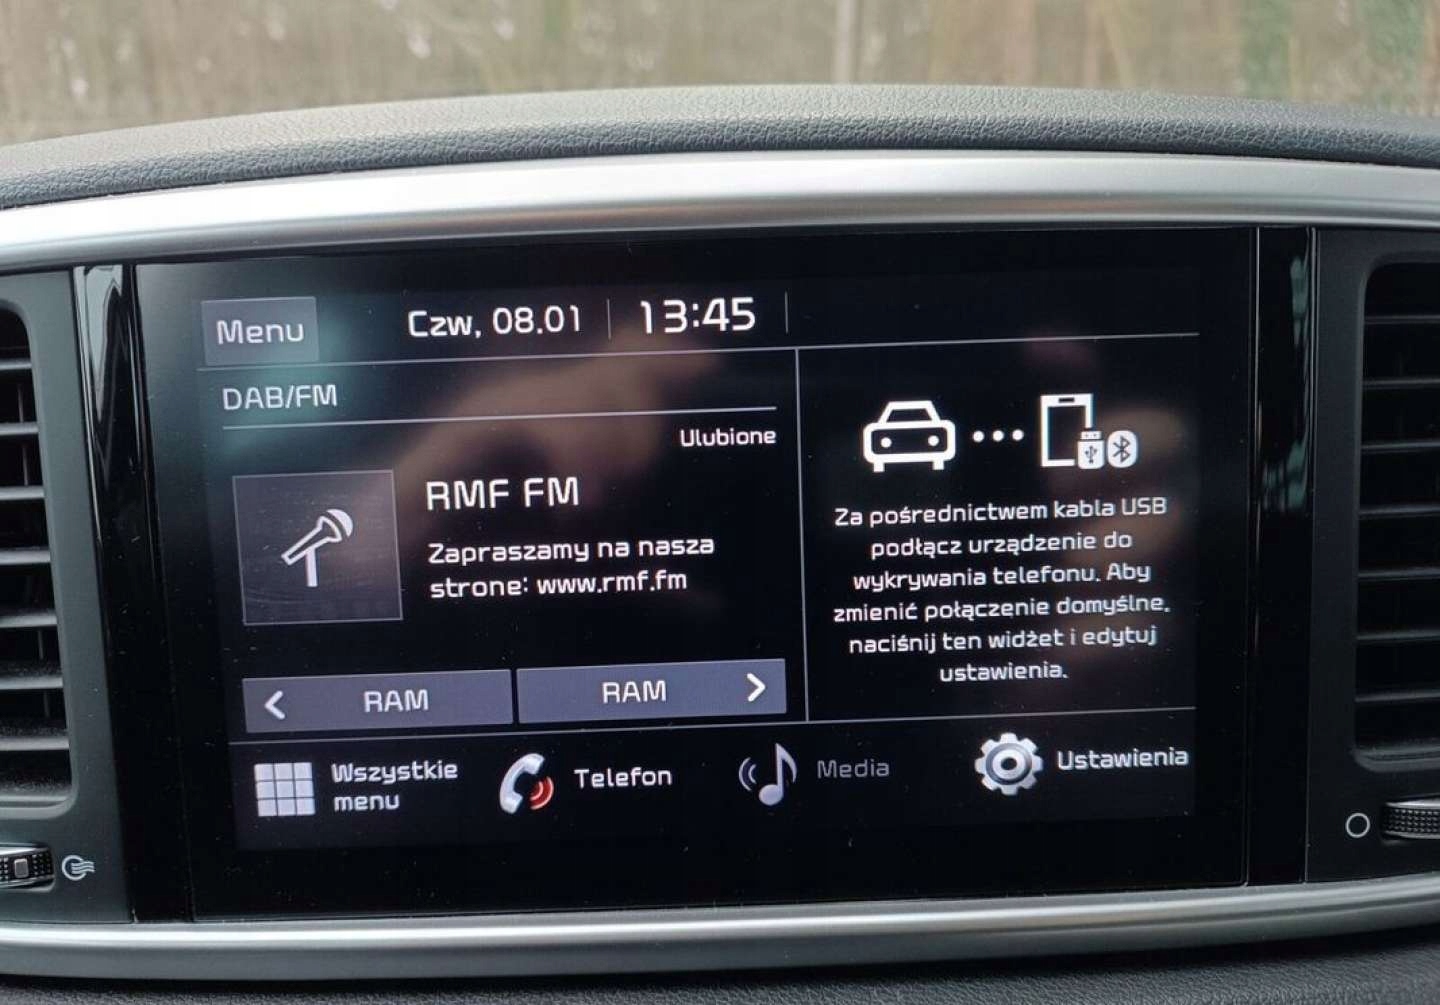 Menu
Czw, 08.01
13:45
DAB/FM
Ulubione
RMF FM
Zapraszamy na nasza
strone: www.rmf.fm
RAM
RAM
Za pośrednictwem kabla USB
podłącz urządzenie do
wykrywania telefonu. Aby
zmienić połączenie domyślne,
naciśnij ten widżet i edytuj
ustawienia.
Wszystkie
menu
Telefon
Media
Ustawienia